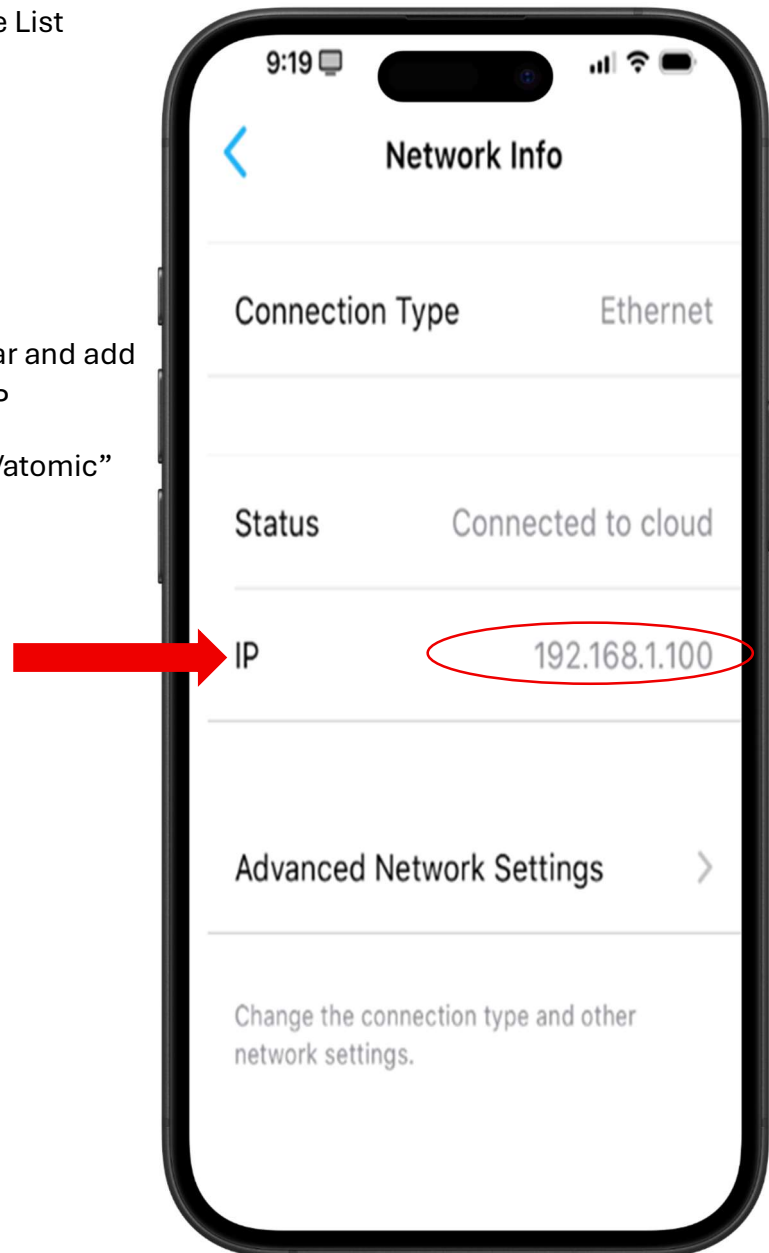 e List
ar and add
P
/atomic”
9:19
Network Info
Connection Type Ethernet
Status Connected to cloud
IP 192.168.1.100
Advanced Network Settings
Change the connection type and other
network settings.